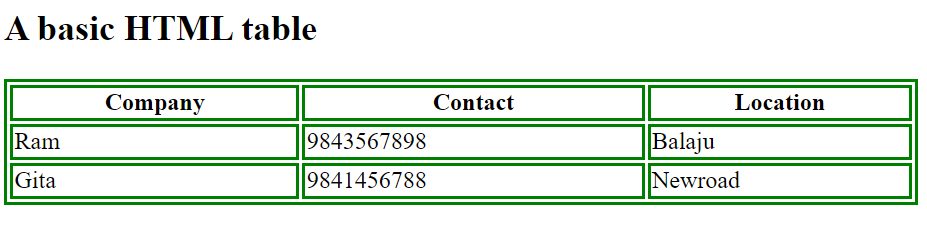 A basic HTML table
Company Contact Location
Ram 9843567898 Balaju
Gita 9841456788 Newroad